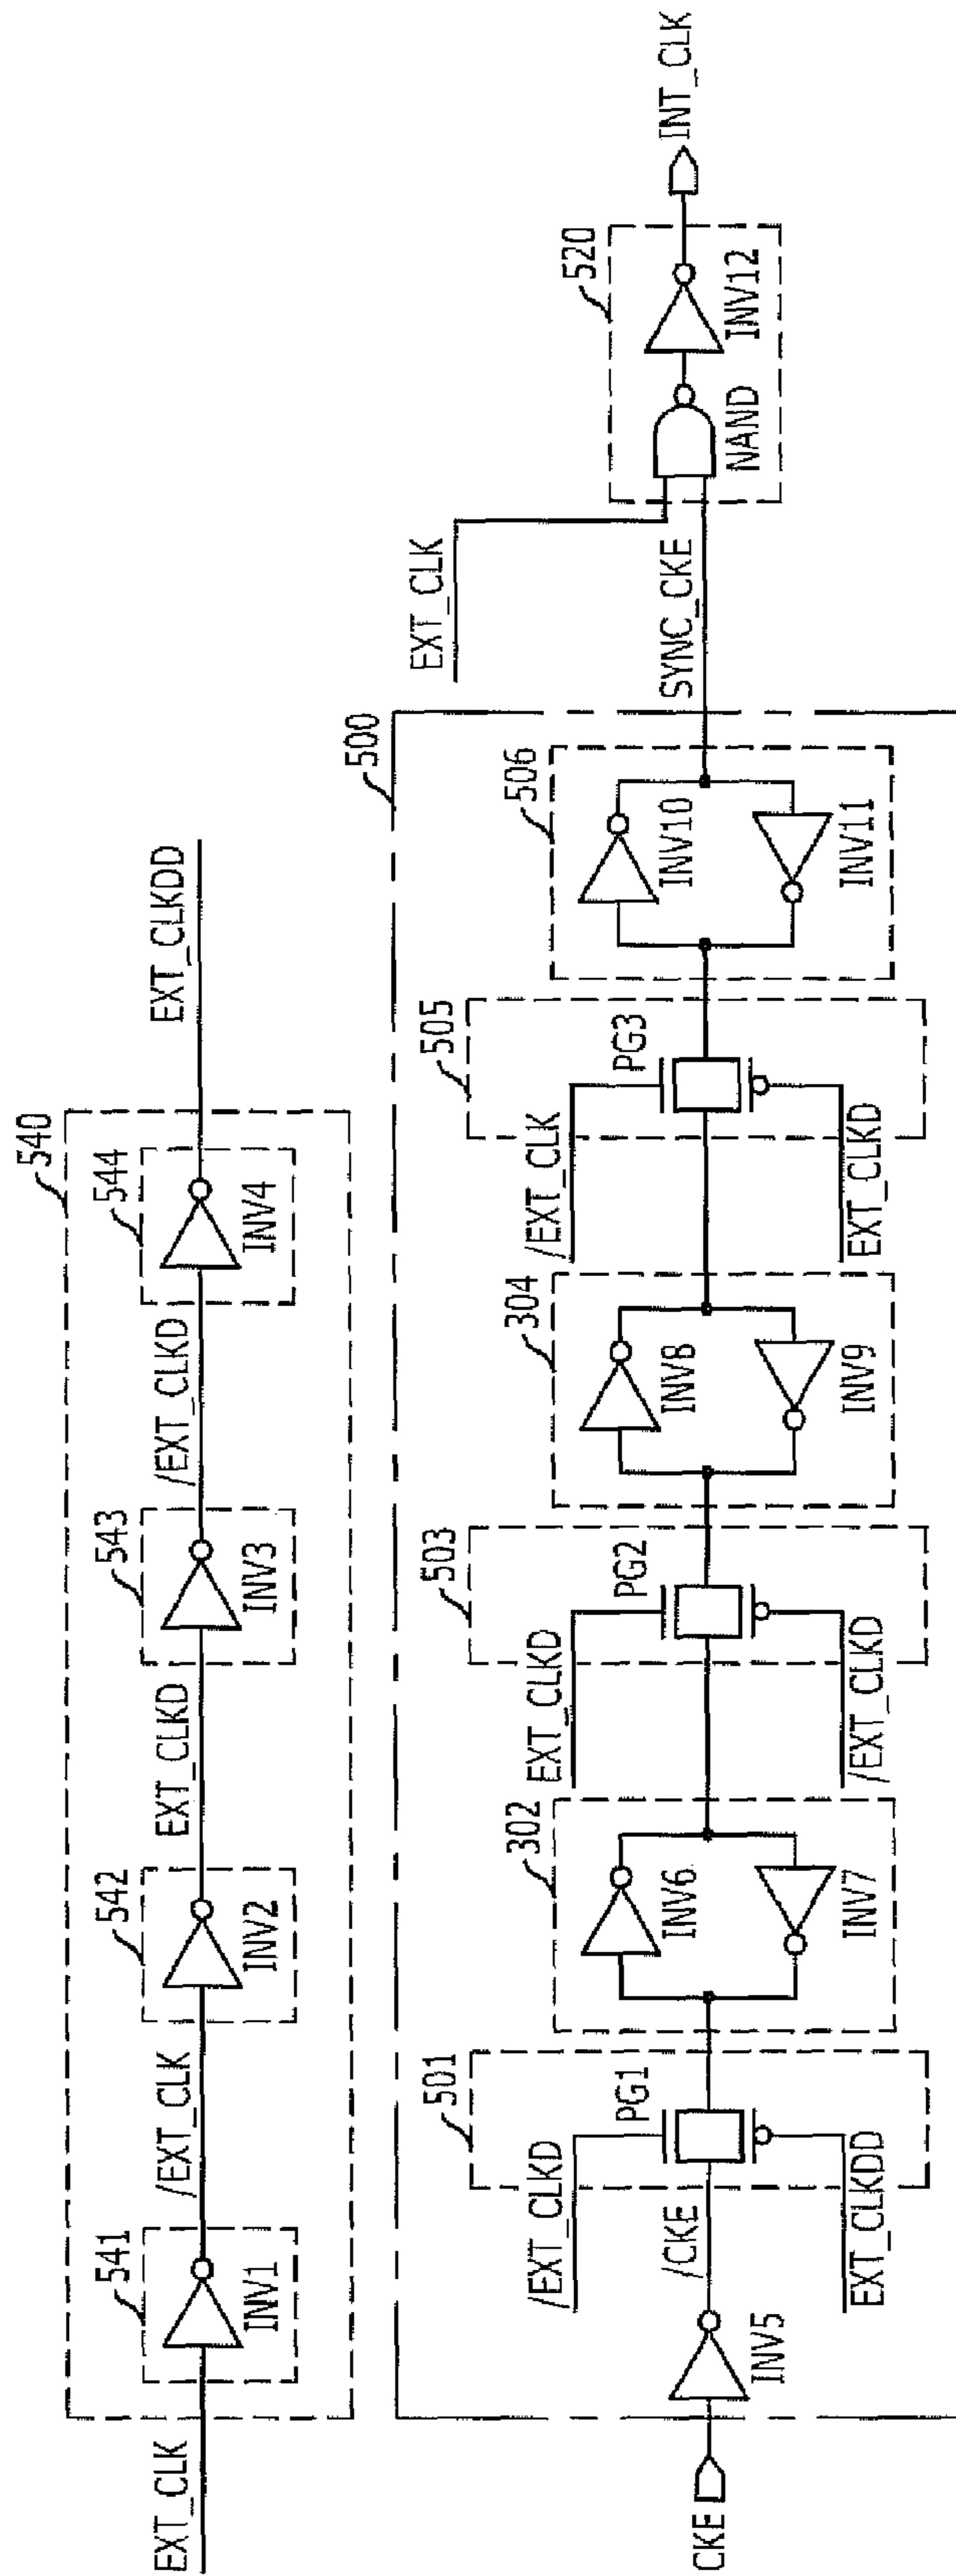 540
541
542
543
544
EXT_CLK
/EXT_CLK
EXT_CLKD
/EXT_CLKD
EXT_CLKDD
INV1
INV2
INV3
INV4
500
501
302
503
304
505
506
EXT_CLK
520
/EXT_CLKD
EXT_CLKD
/EXT_CLK
CKE
INV5
/CKE
PG1
INV6
INV7
PG2
INV8
INV9
PG3
INV10
INV11
SYNC_CKE
NAND
INV12
INT_CLK
EXT_CLKDD
/EXT_CLKD
EXT_CLKD